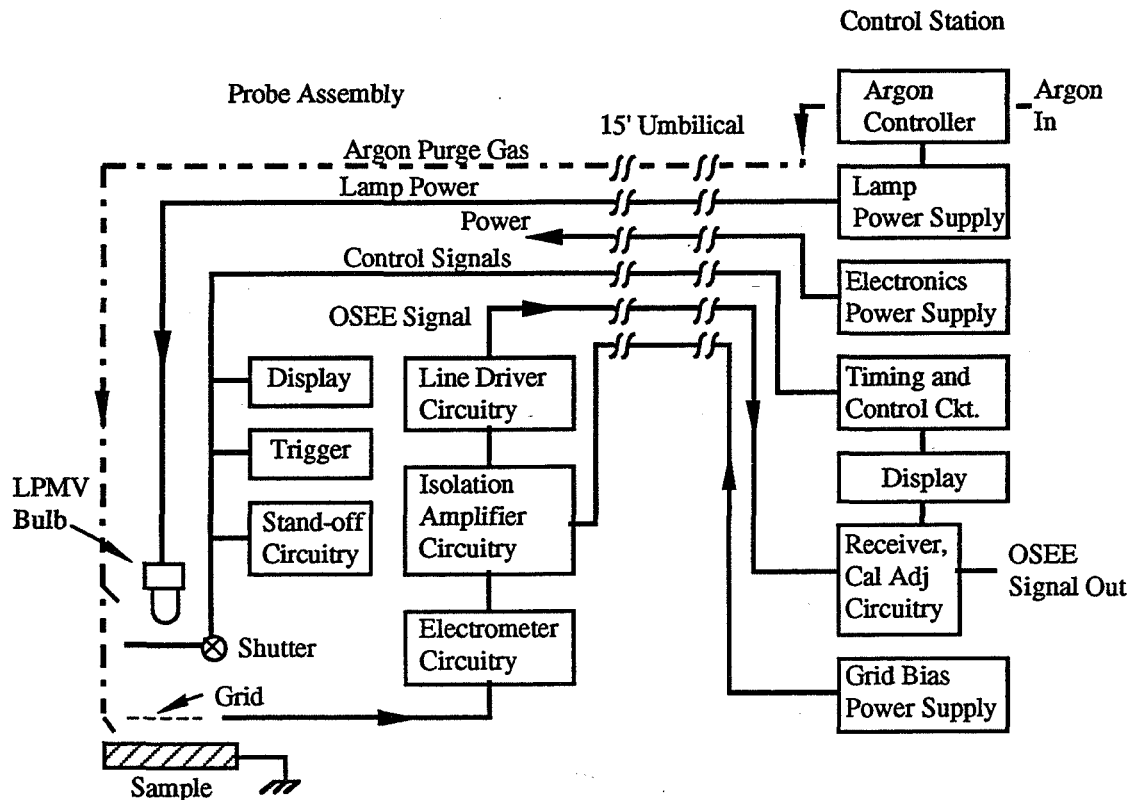 Control Station
Probe Assembly
Argon
Controller
Argon
In
15' Umbilical
Argon Purge Gas
Lamp Power
Lamp
Power Supply
Power
Control Signals
Electronics
Power Supply
OSEE Signal
Display
Line Driver
Circuitry
Timing and
Control Ckt.
Trigger
Isolation
Amplifier
Circuitry
Display
LPMV
Bulb
Stand-off
Circuitry
Receiver,
Cal Adj
Circuitry
OSEE
Signal Out
Electrometer
Circuitry
Shutter
Grid
Grid Bias
Power Supply
Sample